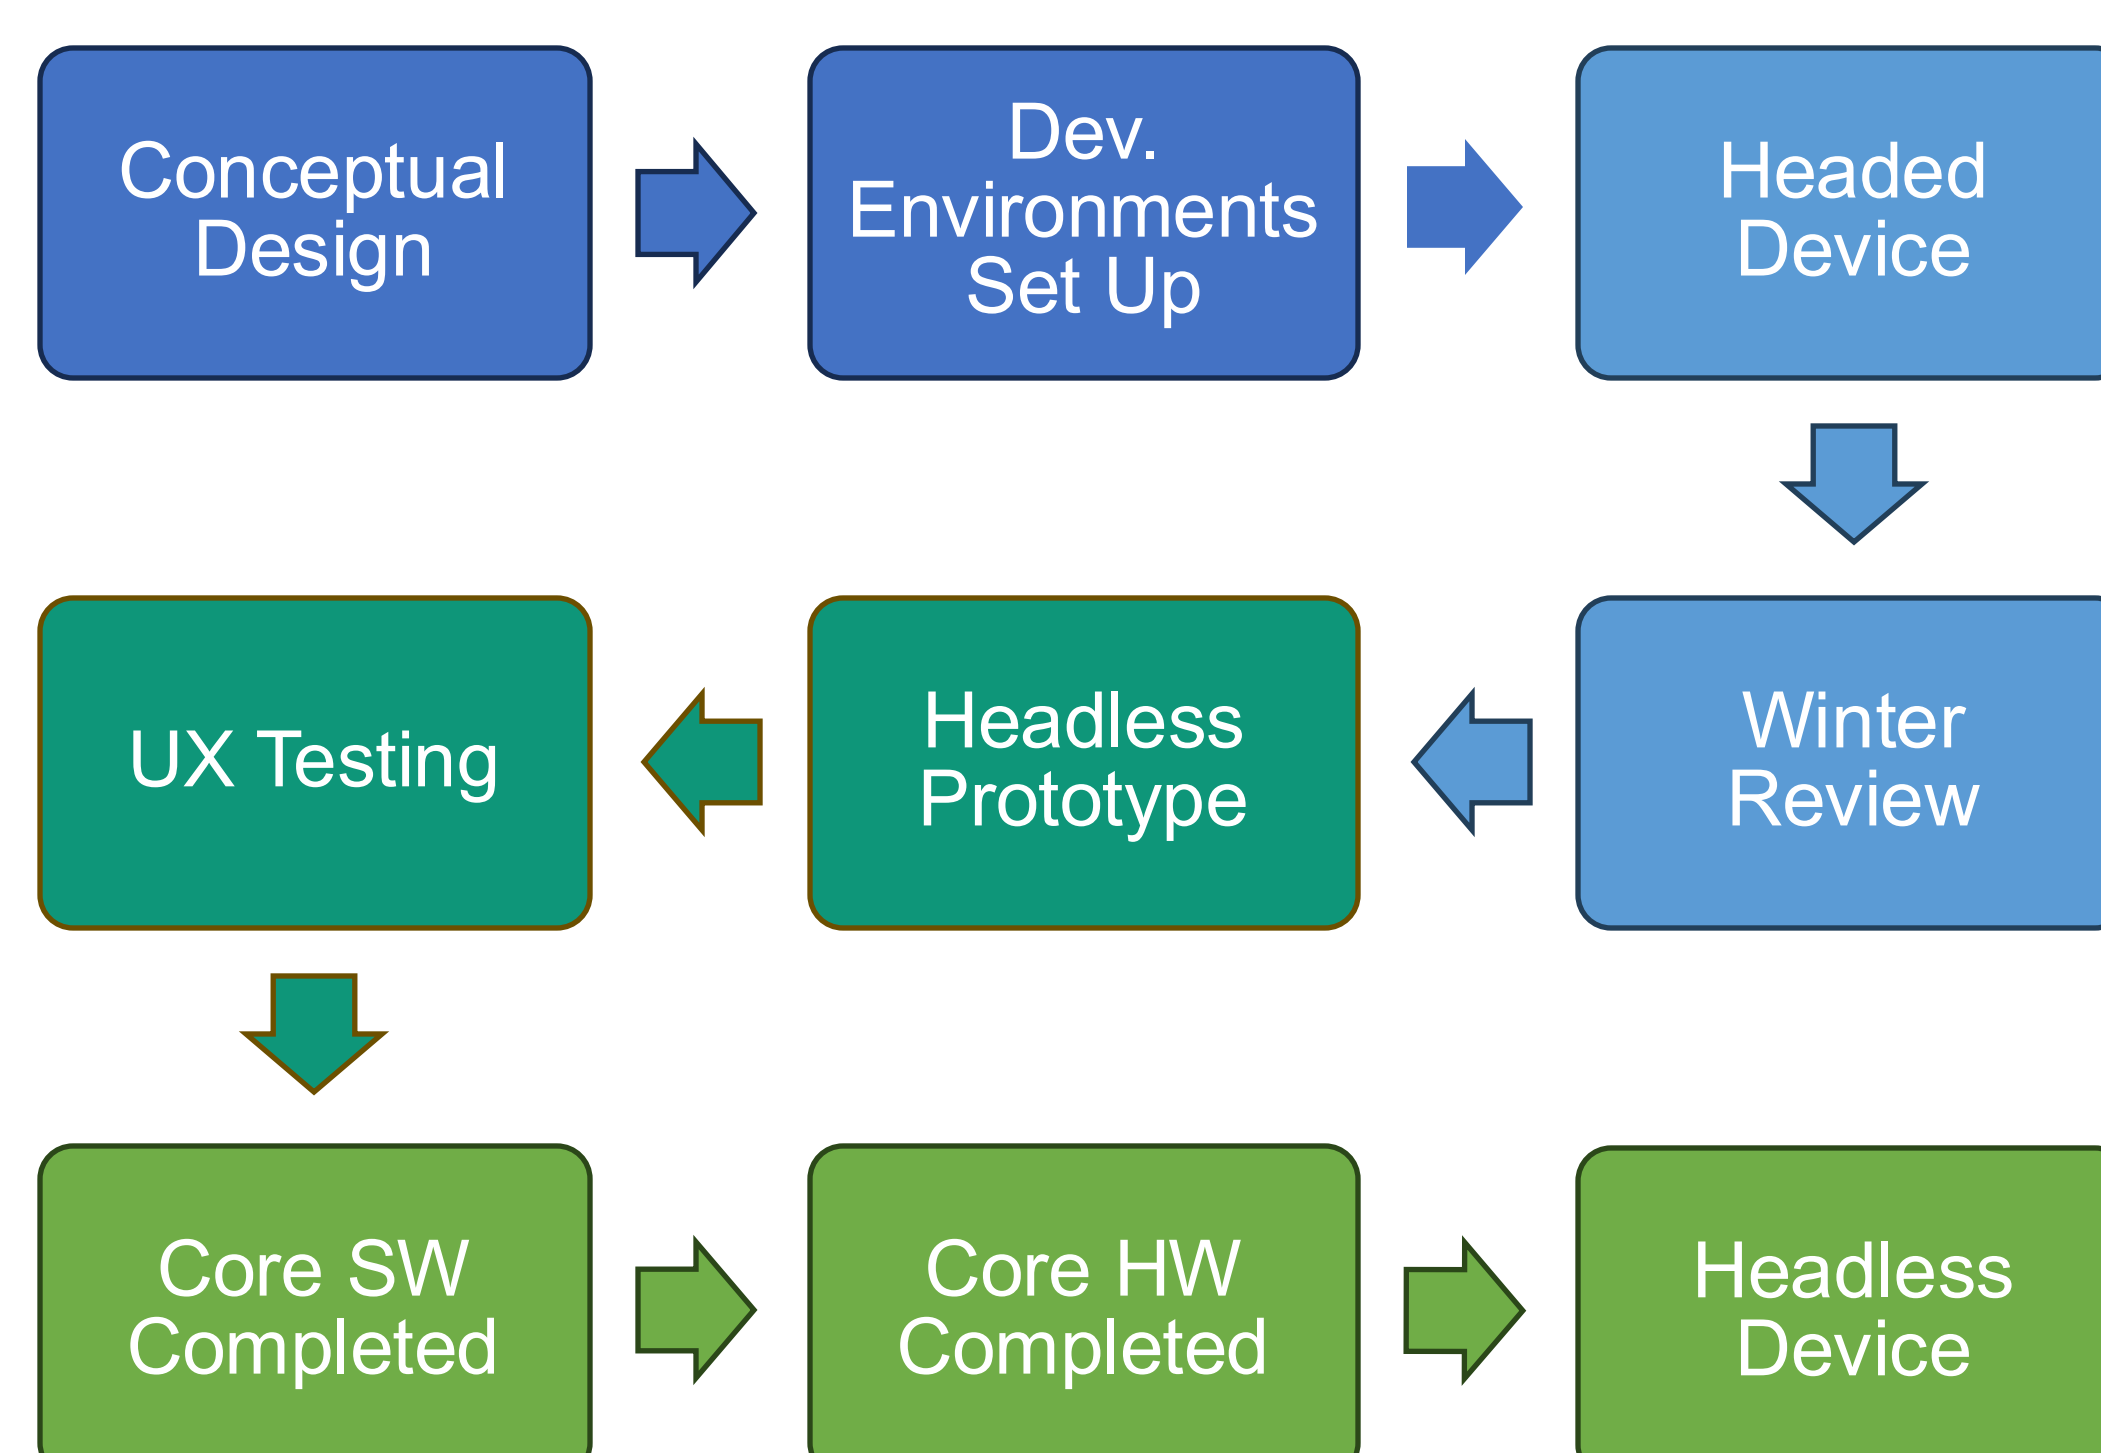 Conceptual
Design
Dev.
Environments
Set Up
Headed
Device
Winter
Review
Headless
Prototype
UX Testing
Core SW
Completed
Core HW
Completed
Headless
Device